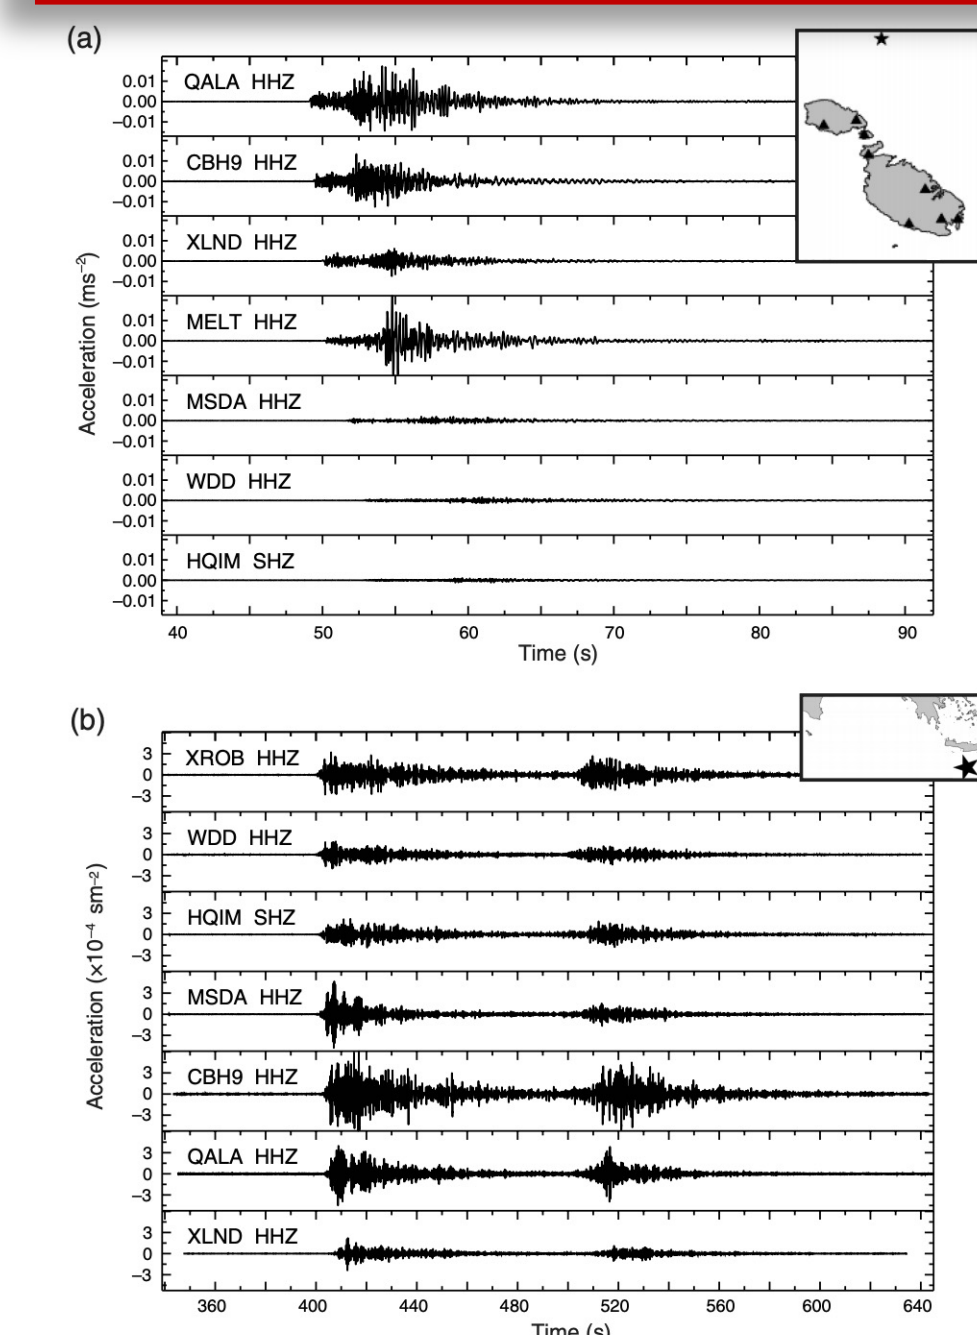 (a)
QALA HHZ
0.01
0.00
–0.01
CBH9 HHZ
0.01
0.00
–0.01
XLND HHZ
0.01
0.00
–0.01
MELT HHZ
0.01
0.00
–0.01
MSDA HHZ
0.01
0.00
–0.01
WDD HHZ
0.01
0.00
–0.01
HQIM SHZ
0.01
0.00
–0.01
Acceleration (ms⁻²)
40 50 60 70 80 90
Time (s)
(b)
XROB HHZ
3
0
–3
WDD HHZ
3
0
–3
HQIM SHZ
3
0
–3
MSDA HHZ
3
0
–3
CBH9 HHZ
3
0
–3
QALA HHZ
3
0
–3
XLND HHZ
3
0
–3
Acceleration (×10⁻⁴ sm⁻²)
360 400 440 480 520 560 600 640
Time (s)